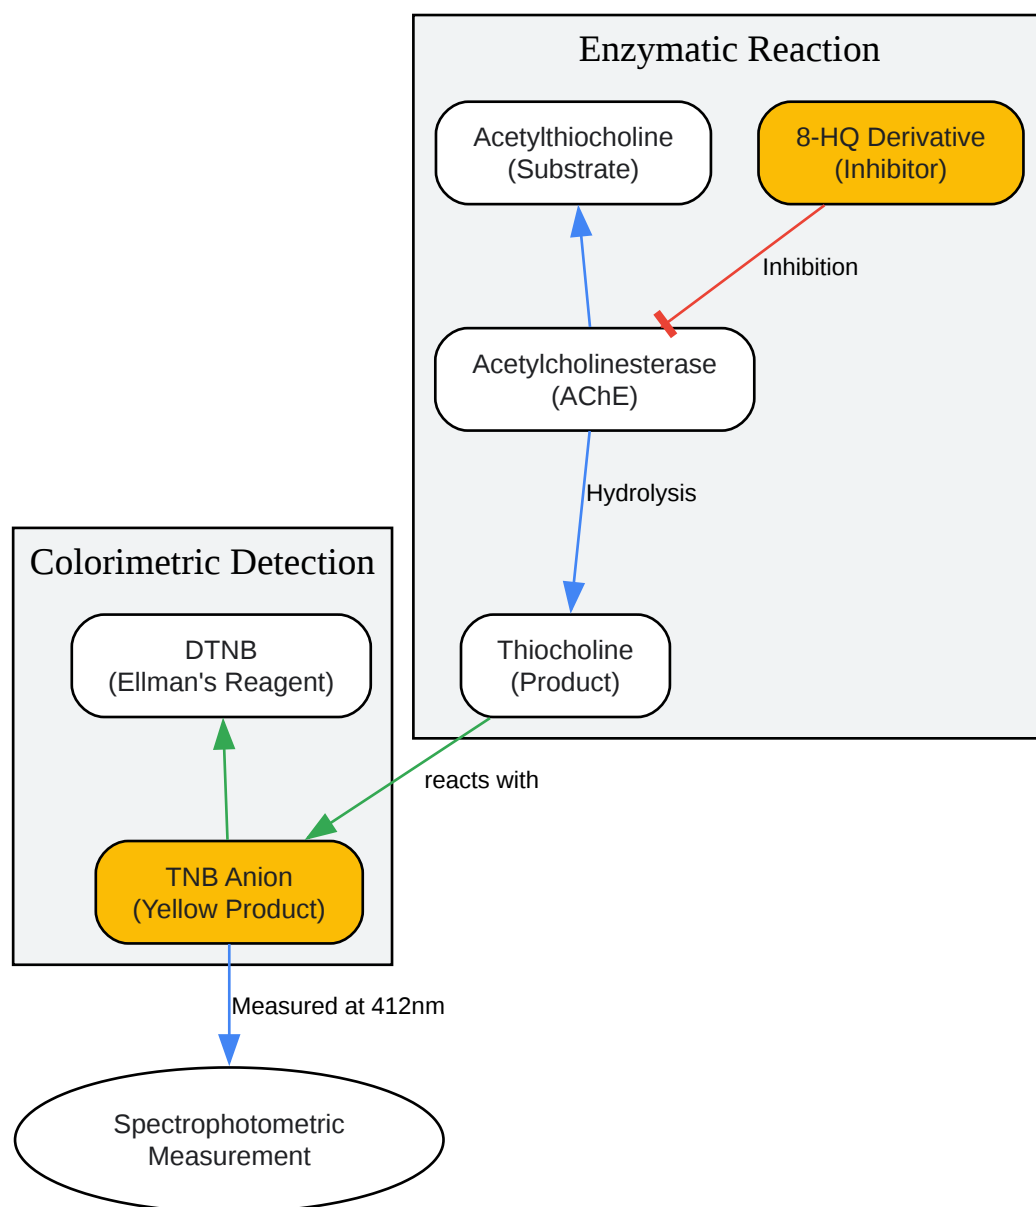 Enzymatic Reaction
Acetylthiocholine
(Substrate)
8-HQ Derivative
(Inhibitor)
Inhibition
Acetylcholinesterase
(AChE)
Hydrolysis
Thiocholine
(Product)
Colorimetric Detection
DTNB
(Ellman's Reagent)
reacts with
TNB Anion
(Yellow Product)
Measured at 412nm
Spectrophotometric
Measurement